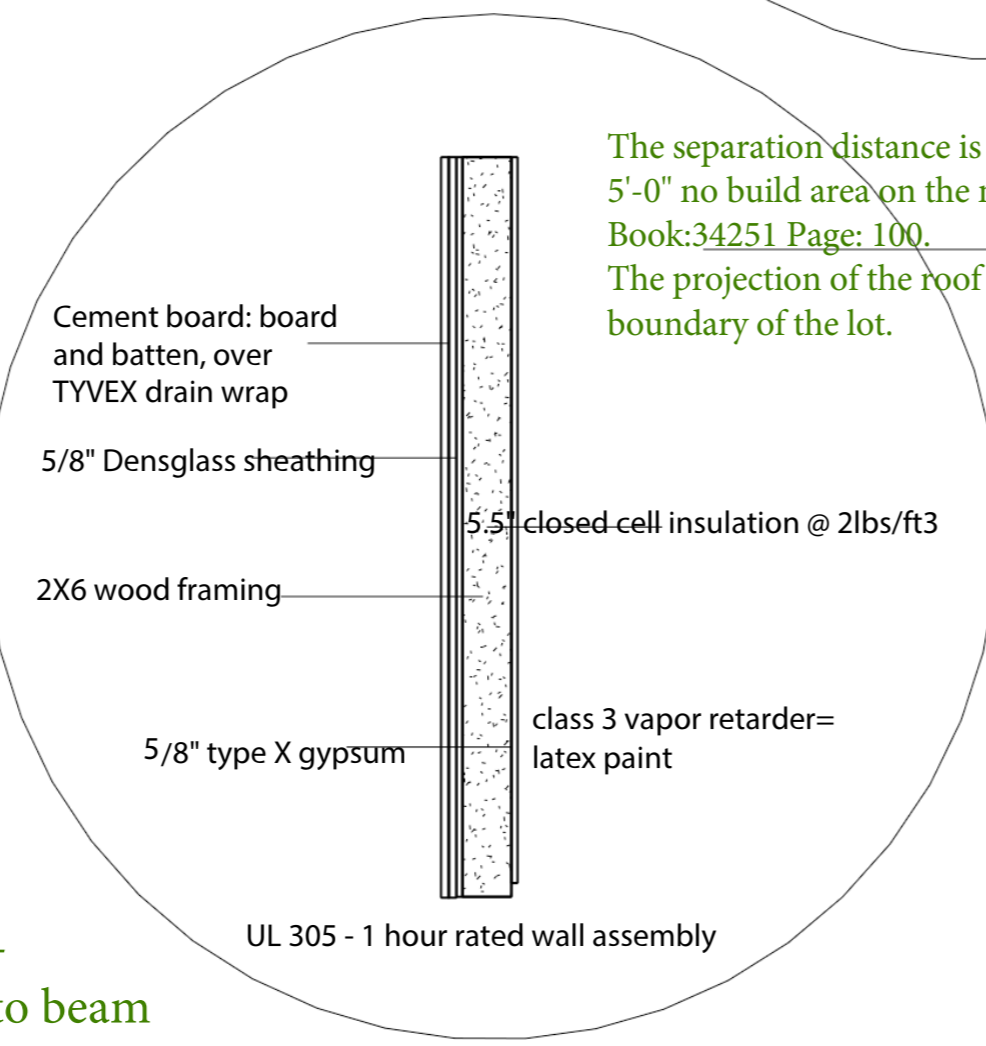 The separation distance is
5'-0" no build area on the
Book:34251 Page: 100.
The projection of the roof
boundary of the lot.
Cement board: board
and batten, over
TYVEX drain wrap
5/8" Densglass sheathing
5.5" closed cell insulation @ 2lbs/ft3
2X6 wood framing
class 3 vapor retarder=
latex paint
5/8" type X gypsum
UL 305 - 1 hour rated wall assembly
to beam